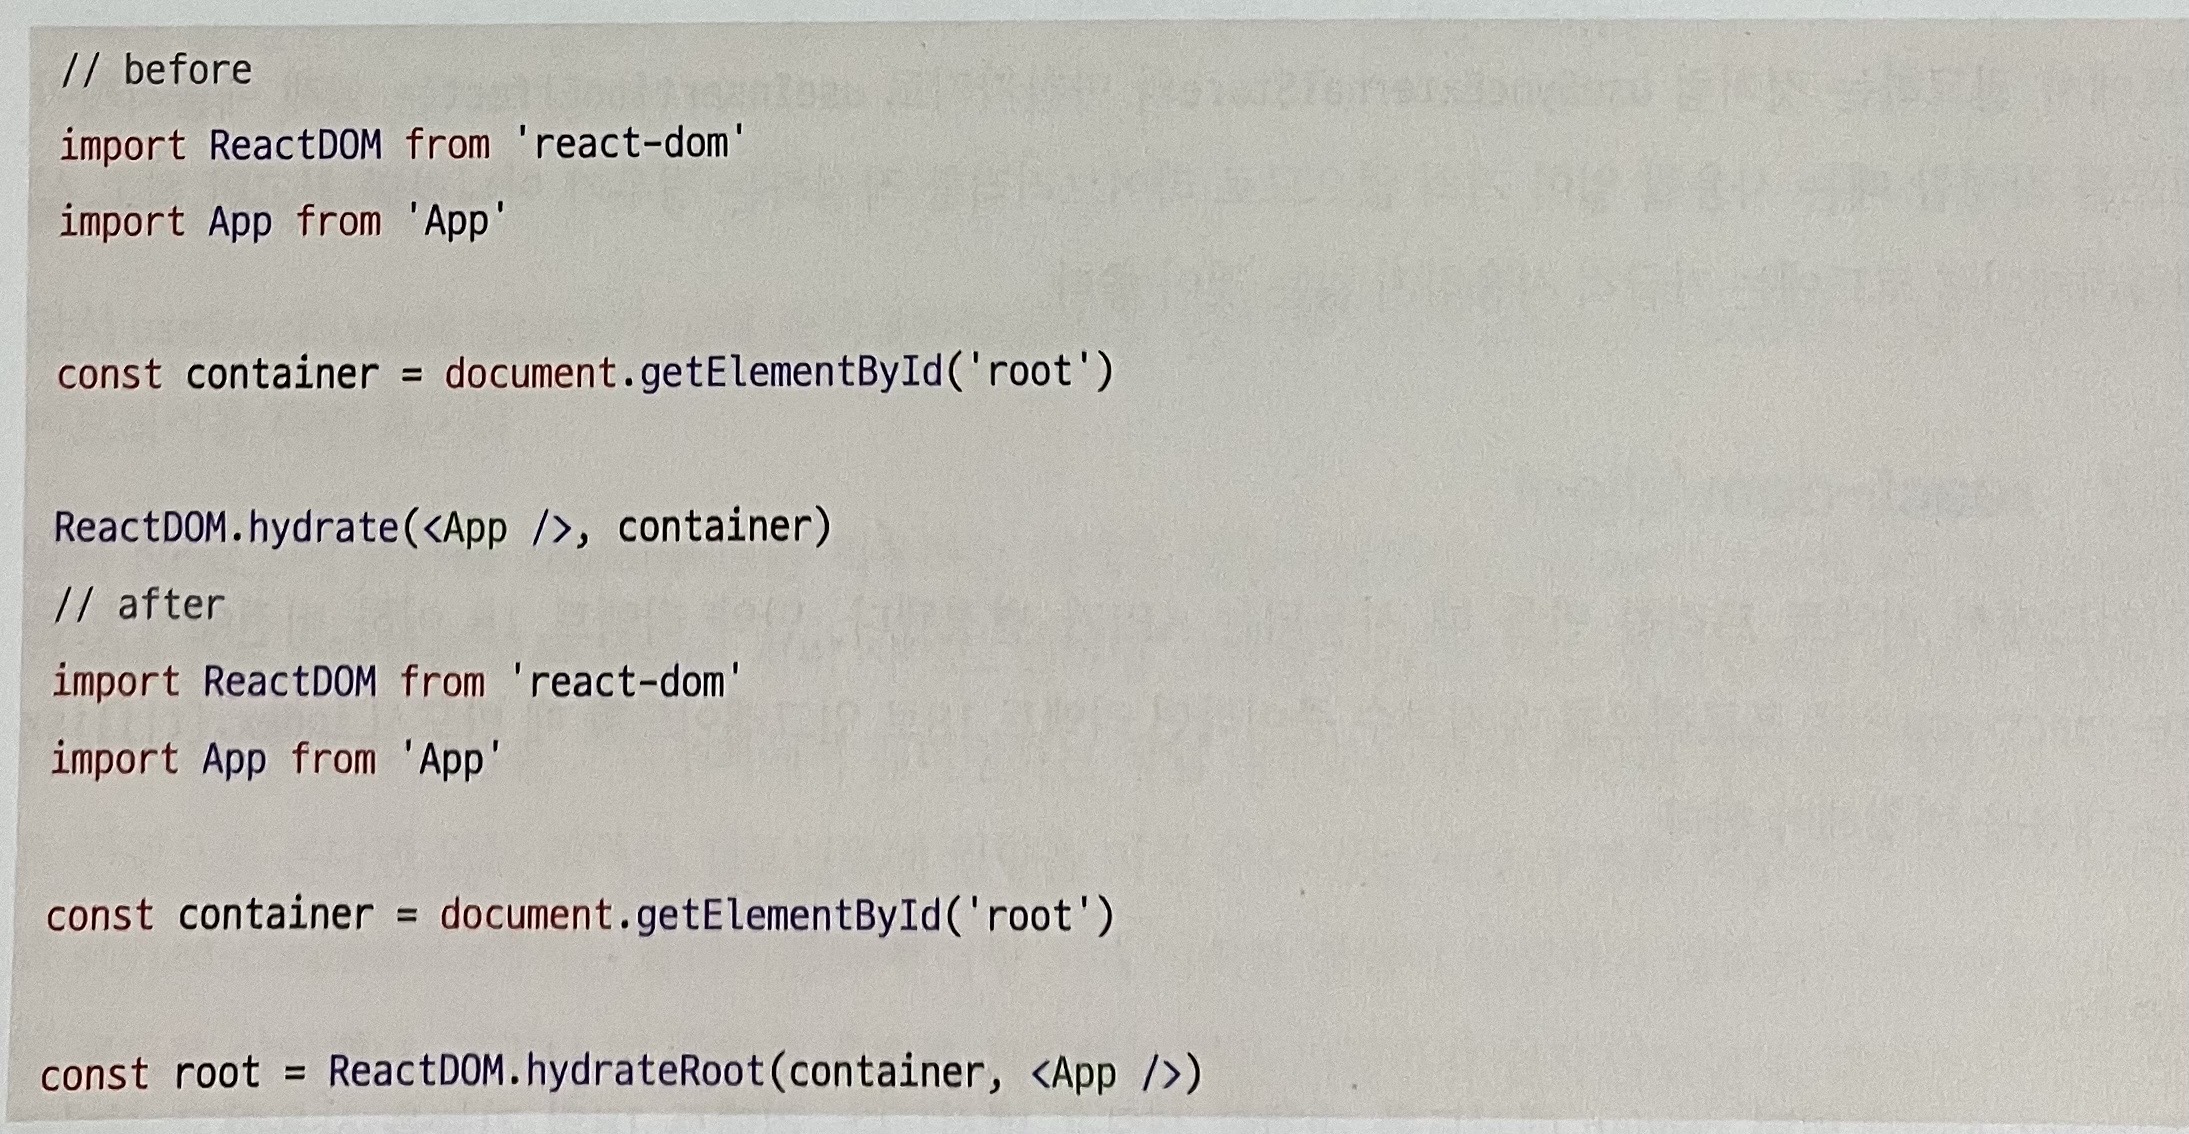 // before
import ReactDOM from 'react-dom'
import App from 'App'
const container = document.getElementById('root')
ReactDOM.hydrate(<App />, container)
// after
import ReactDOM from 'react-dom'
import App from 'App'
const container = document.getElementById('root')
const root = ReactDOM.hydrateRoot(container, <App />)